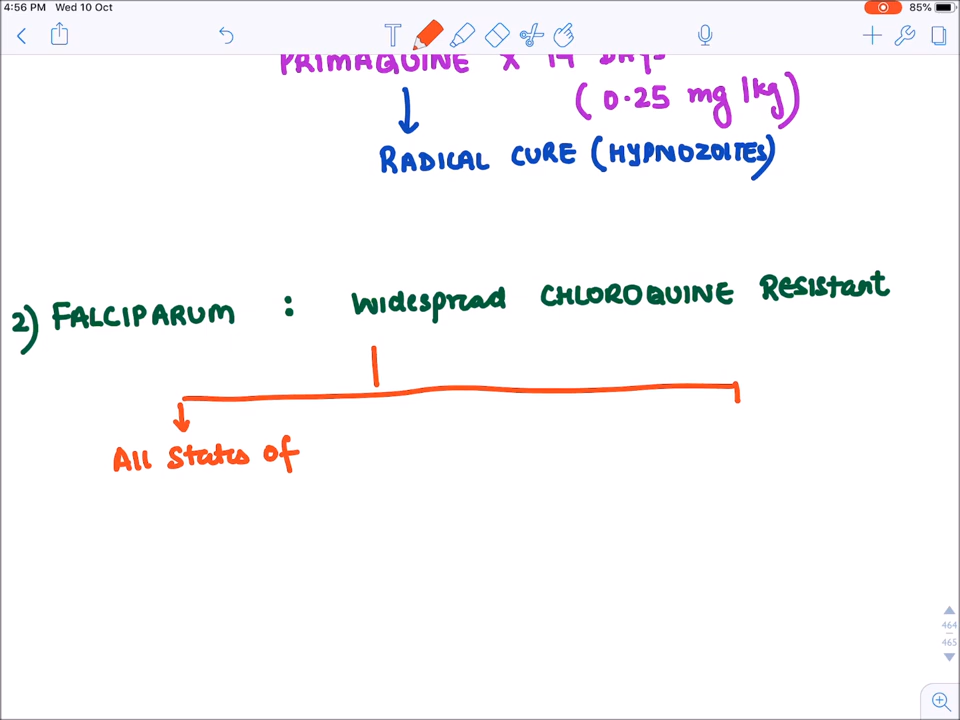 4:56 PM Wed 10 Oct 85%
T
PRIMAQUINE x 14 DAYS
(0.25 mg/kg)
RADICAL CURE (HYPNOZOITES)
2) FALCIPARUM : Widespread CHLOROQUINE Resistant
All States of
464
465